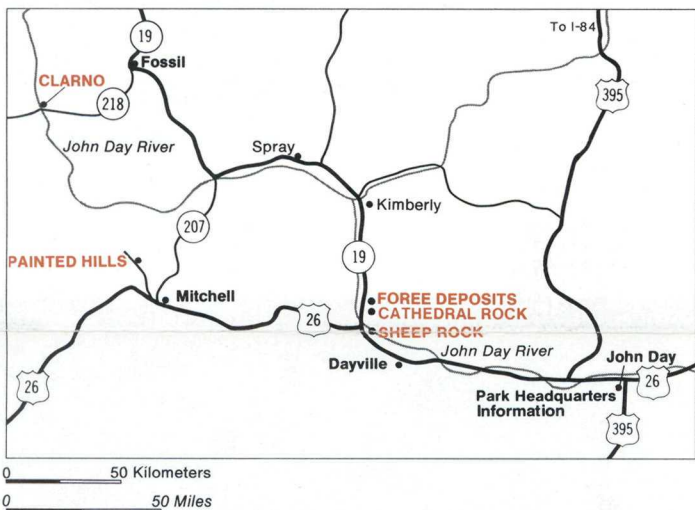 To I-84
19
Fossil
CLARNO
218
395
John Day River
Spray
Kimberly
207
19
PAINTED HILLS
Mitchell
FOREE DEPOSITS
CATHEDRAL ROCK
26
SHEEP ROCK
John Day River
Dayville
John Day
26
26
Park Headquarters
Information
395
0 50 Kilometers
0 50 Miles